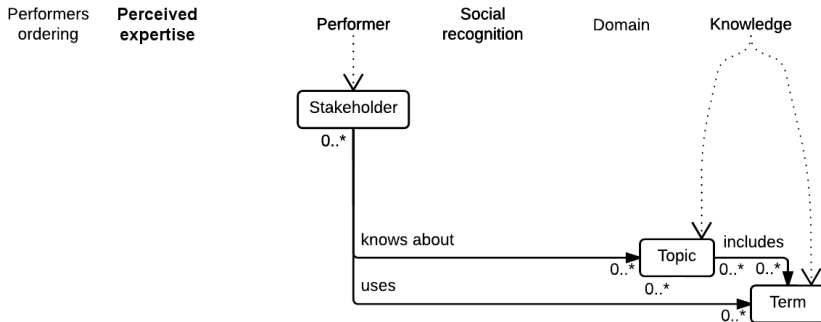 Performers
ordering
Perceived
expertise
Performer
Social
recognition
Domain
Knowledge
Stakeholder
0..*
knows about
includes
Topic
0..*
0..*
0..*
0..*
uses
Term
0..*